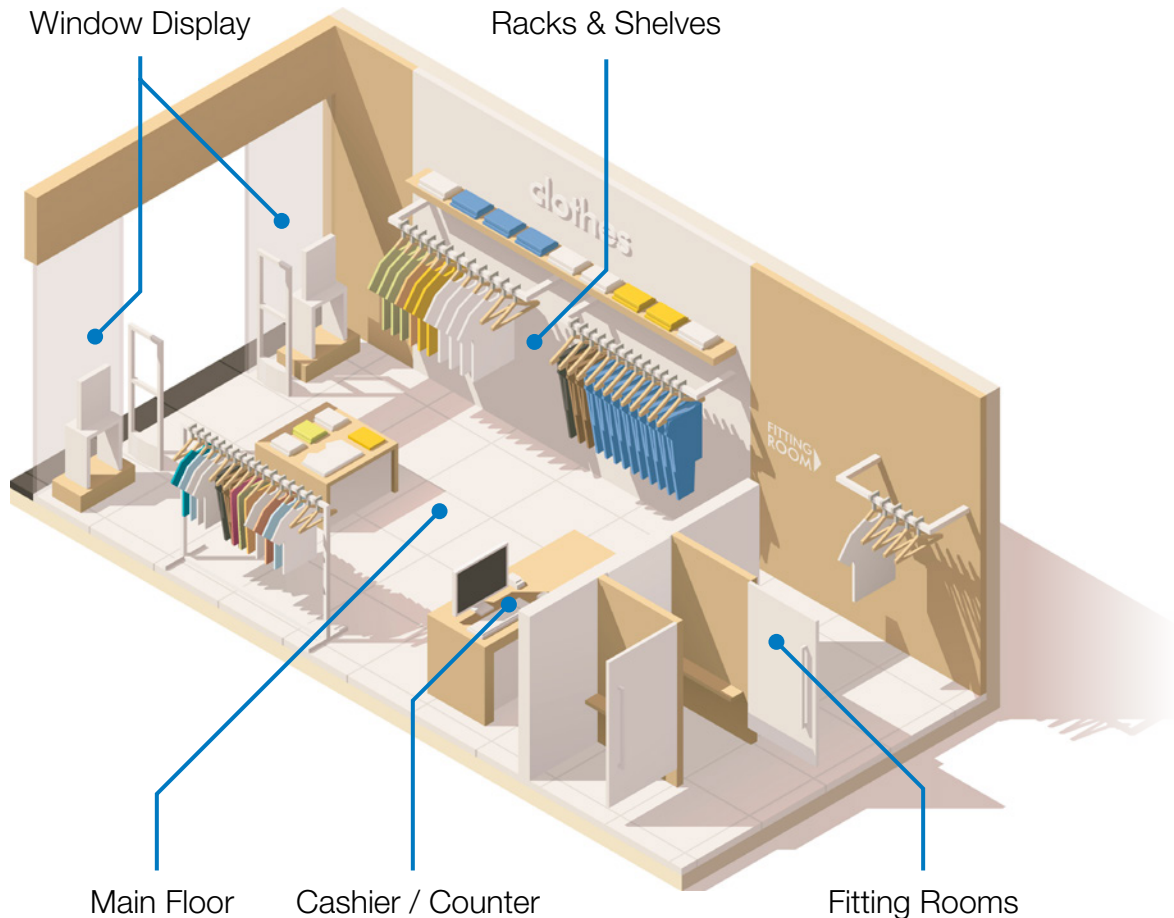 Window Display
Racks & Shelves
clothes
FITTING
ROOM
Main Floor
Cashier / Counter
Fitting Rooms